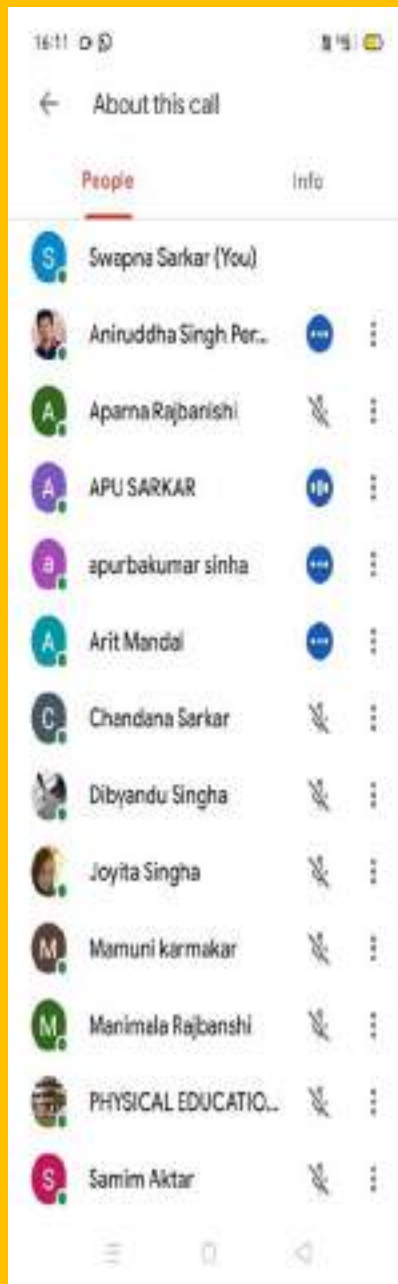 16:11
About this call
People Info
S Swapna Sarkar (You)
Aniruddha Singh Per...
A Aparna Rajbanishi
A APU SARKAR
a apurbakumar sinha
A Arit Mandal
C Chandana Sarkar
Dibyandu Singha
Joyita Singha
M Mamuni karmakar
M Manimala Rajbanshi
PHYSICAL EDUCATIO...
S Samim Aktar